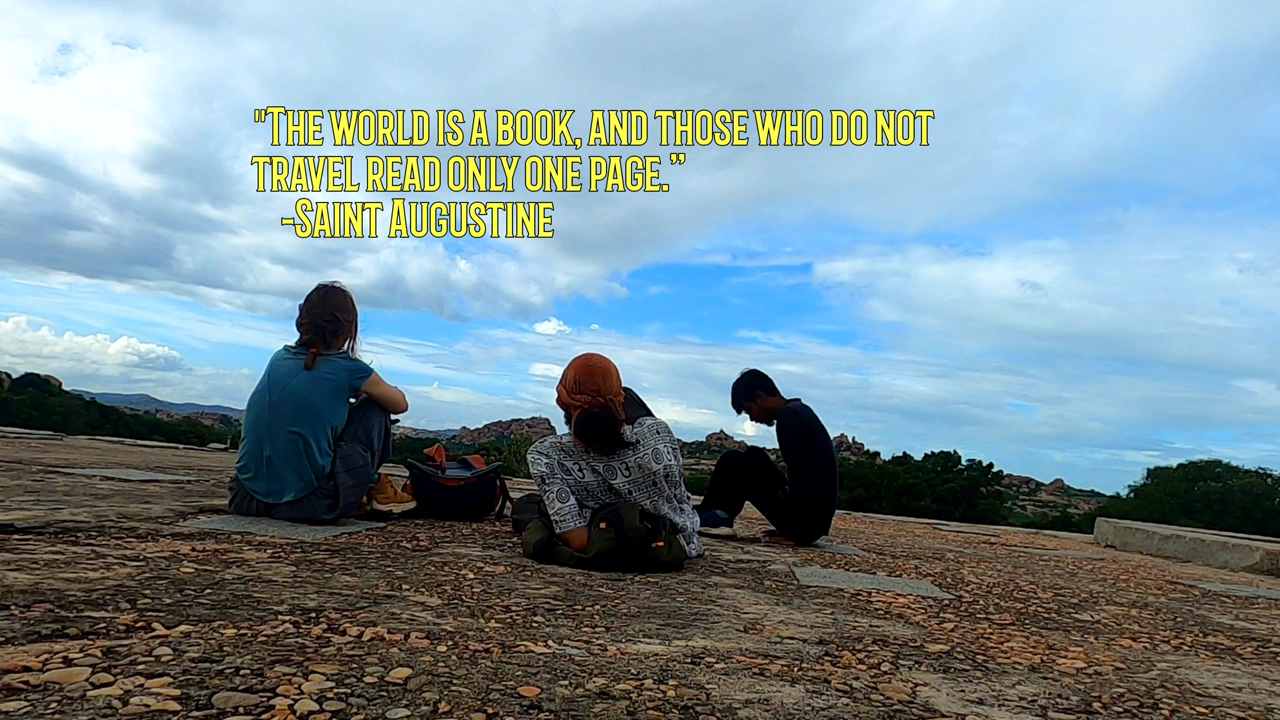 "The world is a book, and those who do not
travel read only one page.”
-Saint Augustine